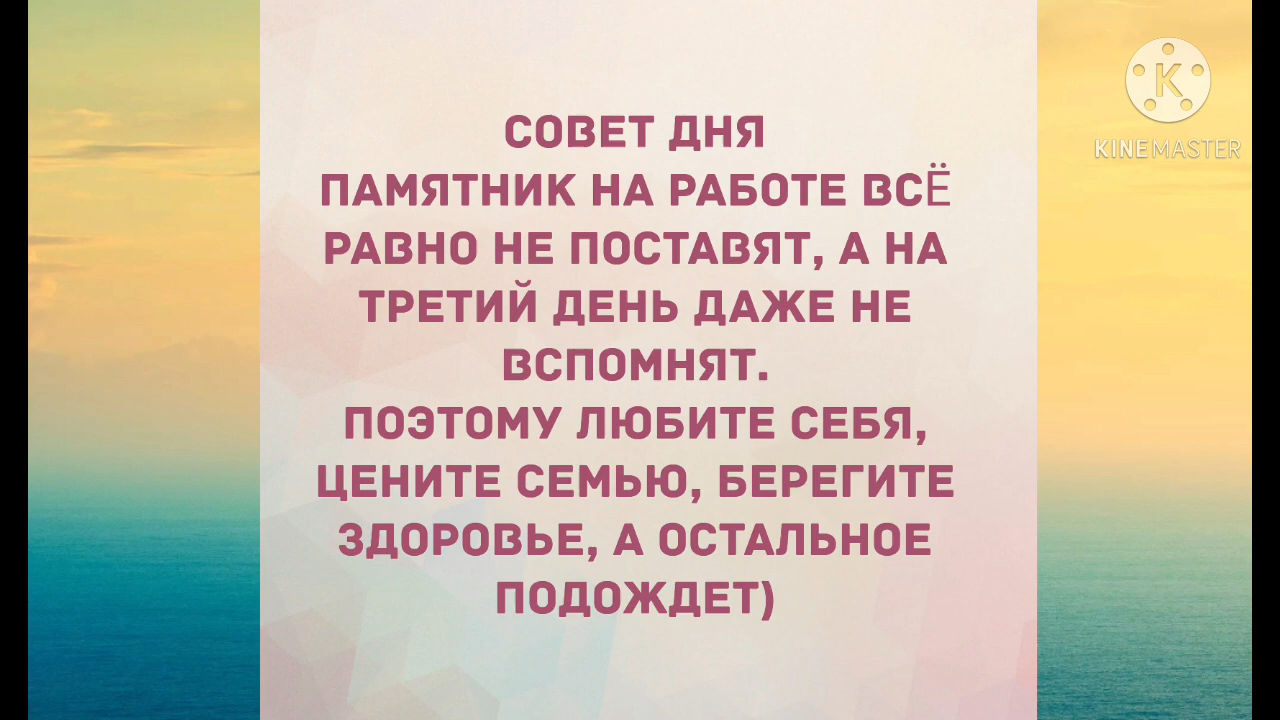 СОВЕТ ДНЯ
ПАМЯТНИК НА РАБОТЕ ВСЁ
РАВНО НЕ ПОСТАВЯТ, А НА
ТРЕТИЙ ДЕНЬ ДАЖЕ НЕ
ВСПОМНЯТ.
ПОЭТОМУ ЛЮБИТЕ СЕБЯ,
ЦЕНИТЕ СЕМЬЮ, БЕРЕГИТЕ
ЗДОРОВЬЕ, А ОСТАЛЬНОЕ
ПОДОЖДЕТ)
K
KINEMASTER